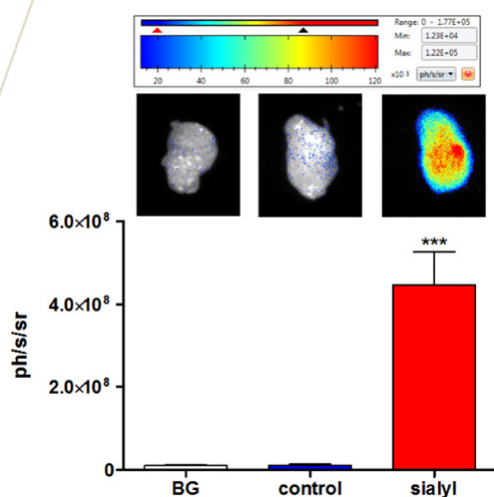 Range: 0 - 1.77E+05
Min: 1.23E+04
Max: 1.22E+05
20 40 60 80 100 120 x10 3 ph/s/sr
6.0×10⁸
***
4.0×10⁸
ph/s/sr
2.0×10⁸
0
BG control sialyl